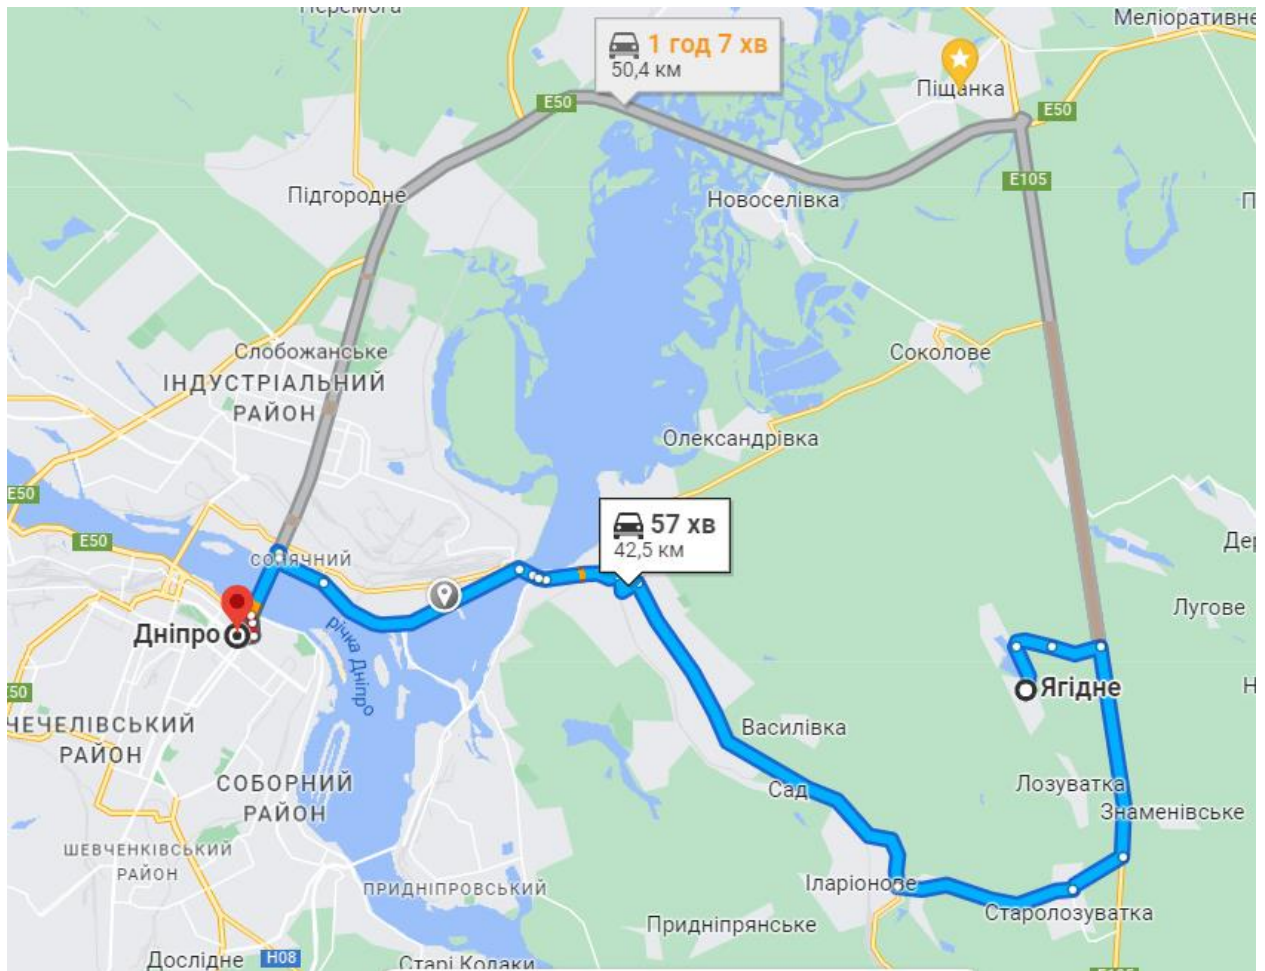 Перемога
Меліоративне
1 год 7 хв
50,4 км
Піщанка
E50
E50
E105
Підгородне
Новоселівка
П
Слобожанське
Соколове
ІНДУСТРІАЛЬНИЙ
РАЙОН
Олександрівка
E50
57 хв
42,5 км
E50
СОНЯЧНИЙ
Дер
Лугове
Дніпро
річка Дніпро
Ягідне
Н
50
ЧЕЧЕЛІВСЬКИЙ
РАЙОН
Василівка
СОБОРНИЙ
РАЙОН
Сад
Лозуватка
Знаменівське
ШЕВЧЕНКІВСЬКИЙ
РАЙОН
ПРИДНІПРОВСЬКИЙ
Іларіонове
Старолозуватка
Придніпрянське
Дослідне
H08
Старі Кодаки